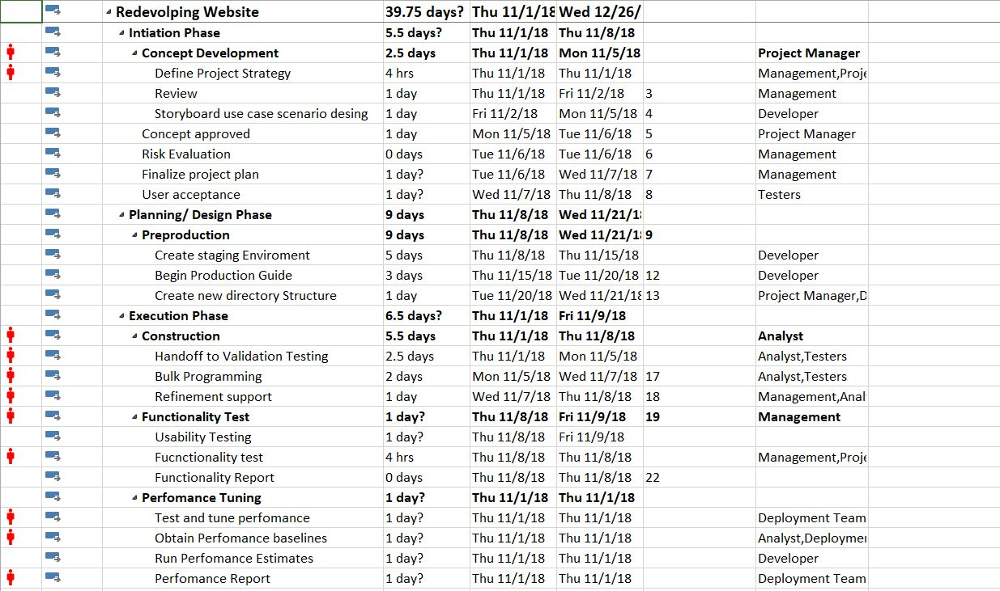 Redevolping Website 39.75 days? Thu 11/1/18 Wed 12/26/
Intiation Phase 5.5 days? Thu 11/1/18 Thu 11/8/18
Concept Development 2.5 days Thu 11/1/18 Mon 11/5/18 Project Manager
Define Project Strategy 4 hrs Thu 11/1/18 Thu 11/1/18 Management,Proje
Review 1 day Thu 11/1/18 Fri 11/2/18 3 Management
Storyboard use case scenario desing 1 day Fri 11/2/18 Mon 11/5/18 4 Developer
Concept approved 1 day Mon 11/5/18 Tue 11/6/18 5 Project Manager
Risk Evaluation 0 days Tue 11/6/18 Tue 11/6/18 6 Management
Finalize project plan 1 day? Tue 11/6/18 Wed 11/7/18 7 Management
User acceptance 1 day? Wed 11/7/18 Thu 11/8/18 8 Testers
Planning/ Design Phase 9 days Thu 11/8/18 Wed 11/21/18
Preproduction 9 days Thu 11/8/18 Wed 11/21/18 9
Create staging Enviroment 5 days Thu 11/8/18 Thu 11/15/18 Developer
Begin Production Guide 3 days Thu 11/15/18 Tue 11/20/18 12 Developer
Create new directory Structure 1 day Tue 11/20/18 Wed 11/21/18 13 Project Manager,D
Execution Phase 6.5 days? Thu 11/1/18 Fri 11/9/18
Construction 5.5 days Thu 11/1/18 Thu 11/8/18 Analyst
Handoff to Validation Testing 2.5 days Thu 11/1/18 Mon 11/5/18 Analyst,Testers
Bulk Programming 2 days Mon 11/5/18 Wed 11/7/18 17 Analyst,Testers
Refinement support 1 day Wed 11/7/18 Thu 11/8/18 18 Management,Anal
Functionality Test 1 day? Thu 11/8/18 Fri 11/9/18 19 Management
Usability Testing 1 day? Thu 11/8/18 Fri 11/9/18
Fucnctionality test 4 hrs Thu 11/8/18 Thu 11/8/18 Management,Proje
Functionality Report 0 days Thu 11/8/18 Thu 11/8/18 22
Perfomance Tuning 1 day? Thu 11/1/18 Thu 11/1/18
Test and tune perfomance 1 day? Thu 11/1/18 Thu 11/1/18 Deployment Team
Obtain Perfomance baselines 1 day? Thu 11/1/18 Thu 11/1/18 Analyst,Deploymer
Run Perfomance Estimates 1 day? Thu 11/1/18 Thu 11/1/18 Developer
Perfomance Report 1 day? Thu 11/1/18 Thu 11/1/18 Deployment Team